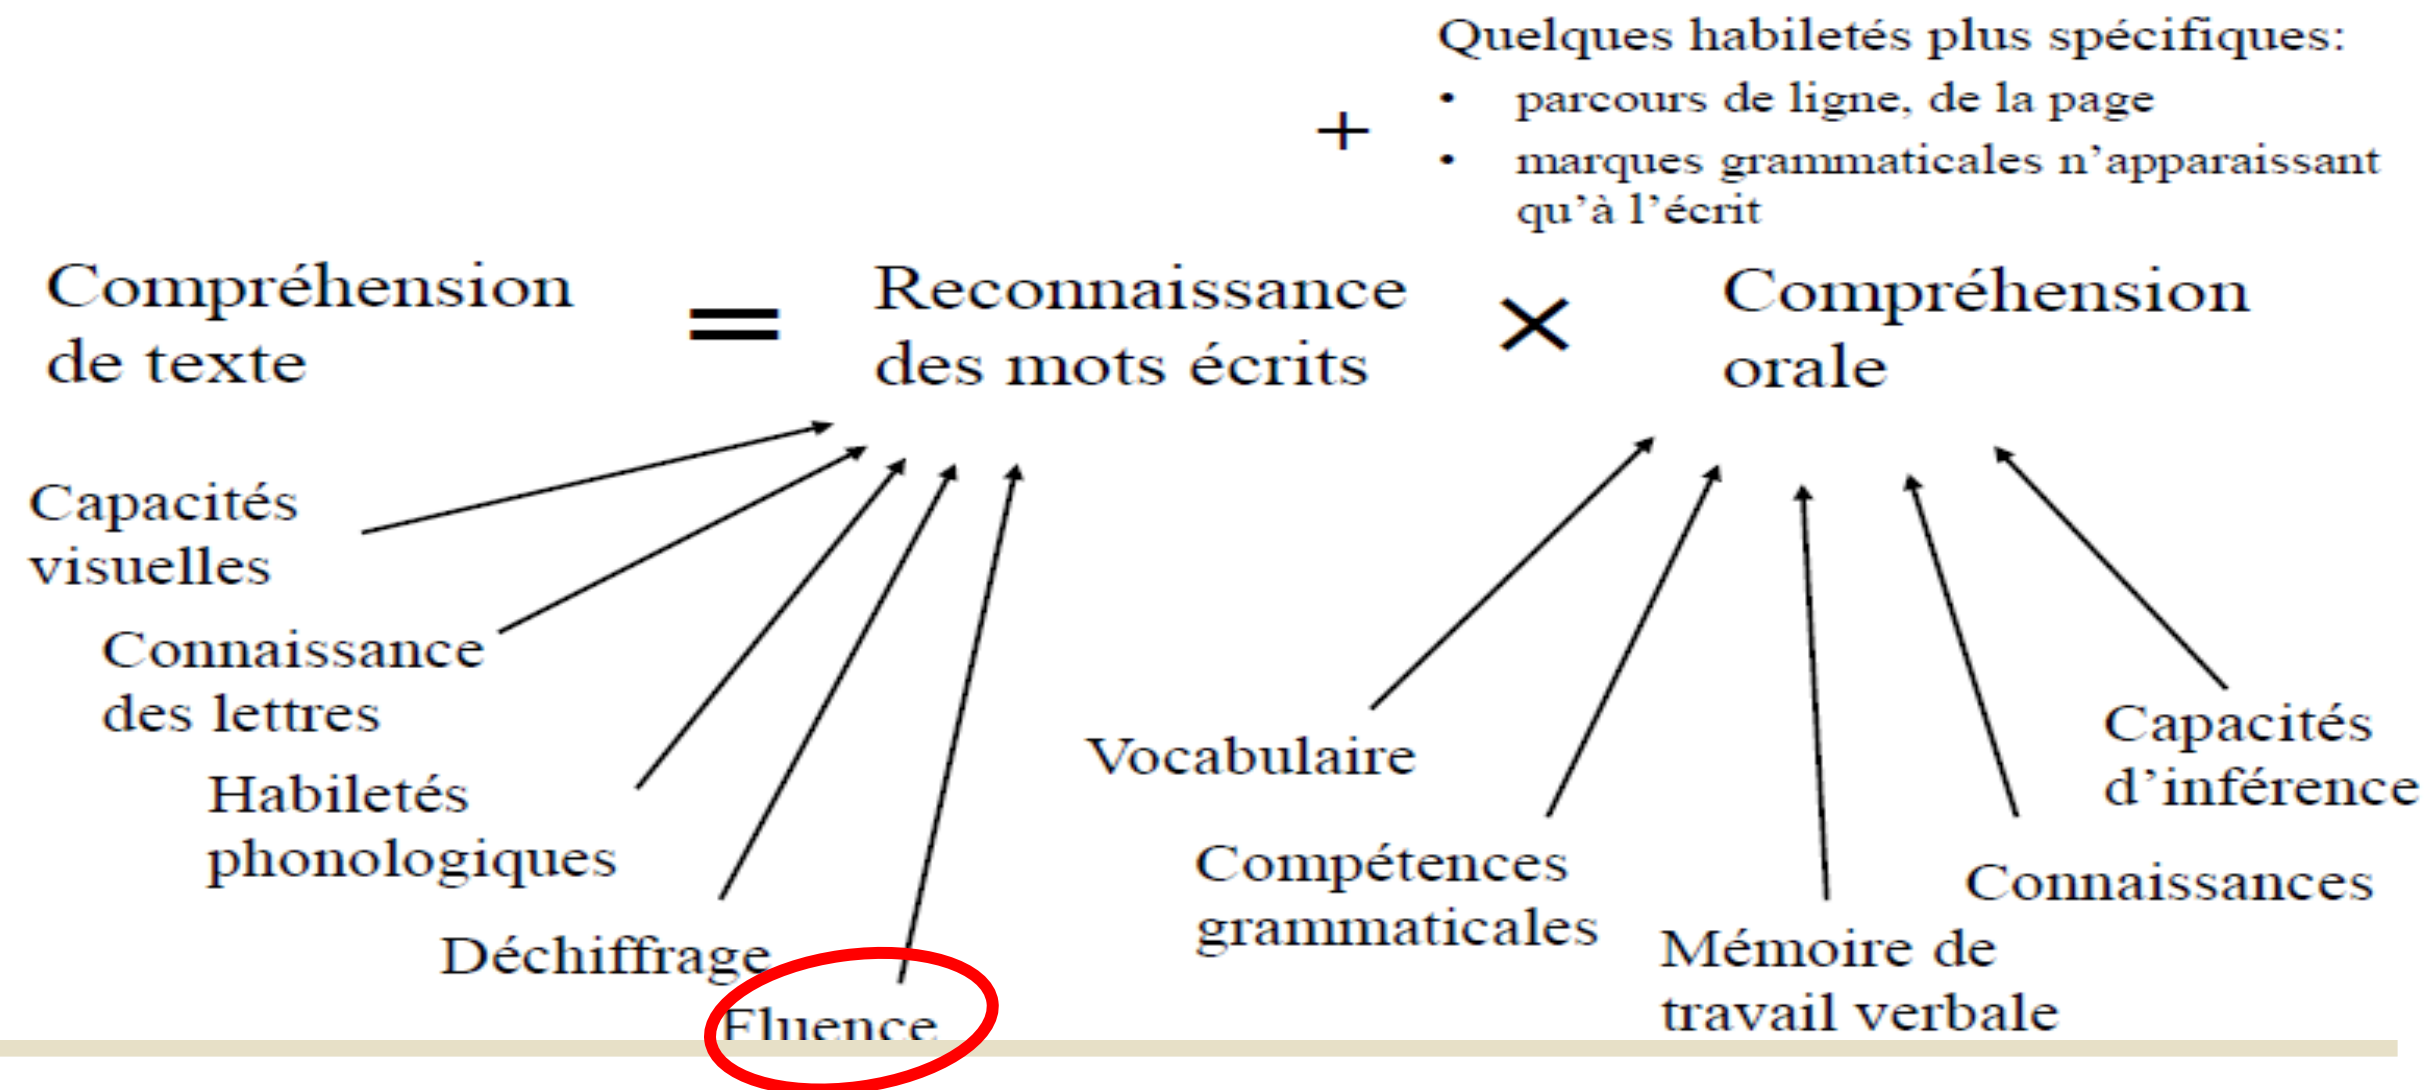 Quelques habiletés plus spécifiques:
+
• parcours de ligne, de la page
• marques grammaticales n’apparaissant
qu’à l’écrit
Compréhension
de texte
=
Reconnaissance
des mots écrits
×
Compréhension
orale
Capacités
visuelles
Connaissance
des lettres
Habiletés
phonologiques
Déchiffrage
Fluence
Vocabulaire
Compétences
grammaticales
Mémoire de
travail verbale
Connaissances
Capacités
d’inférence